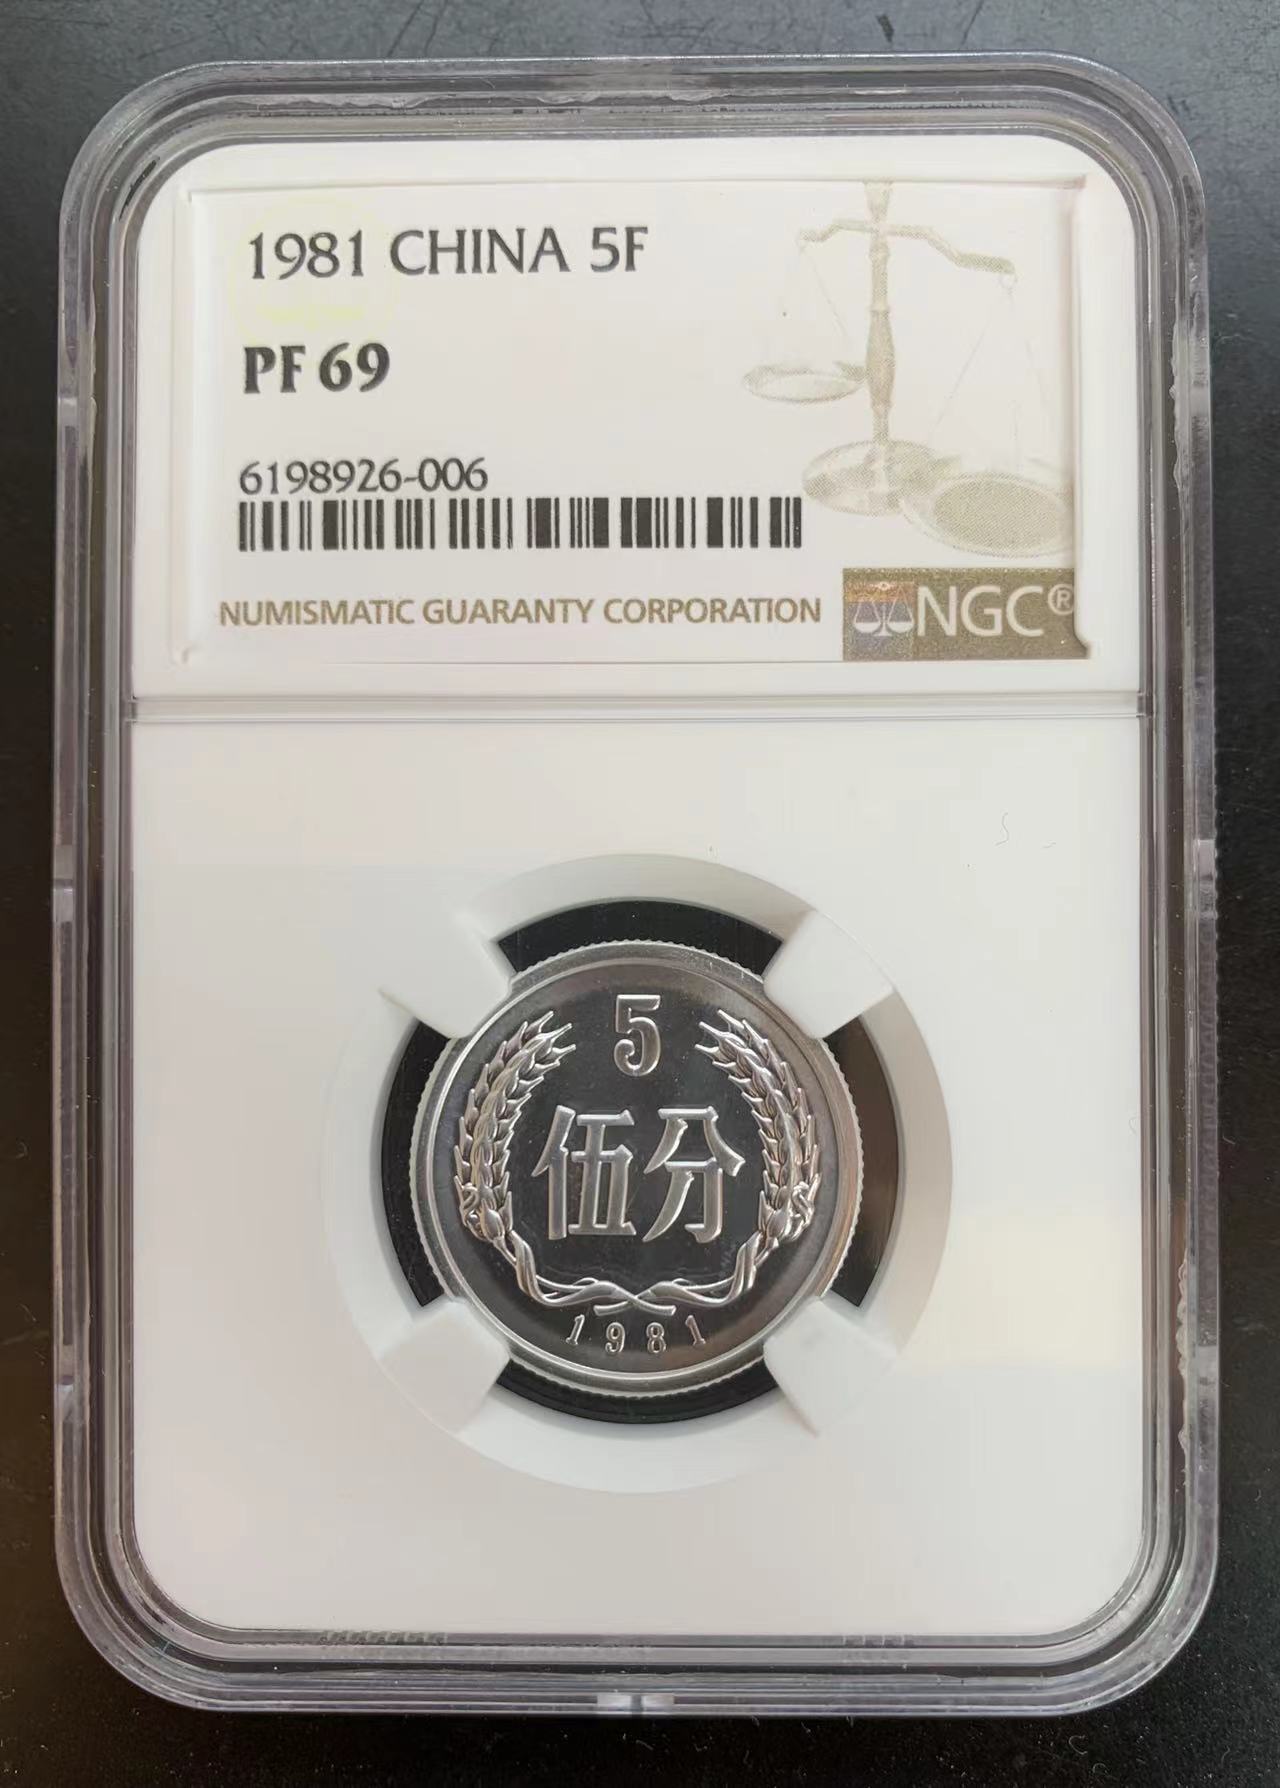 1981 CHINA 5F
PF 69
6198926-006
NUMISMATIC GUARANTY CORPORATION
NGC®
5
伍分
1981